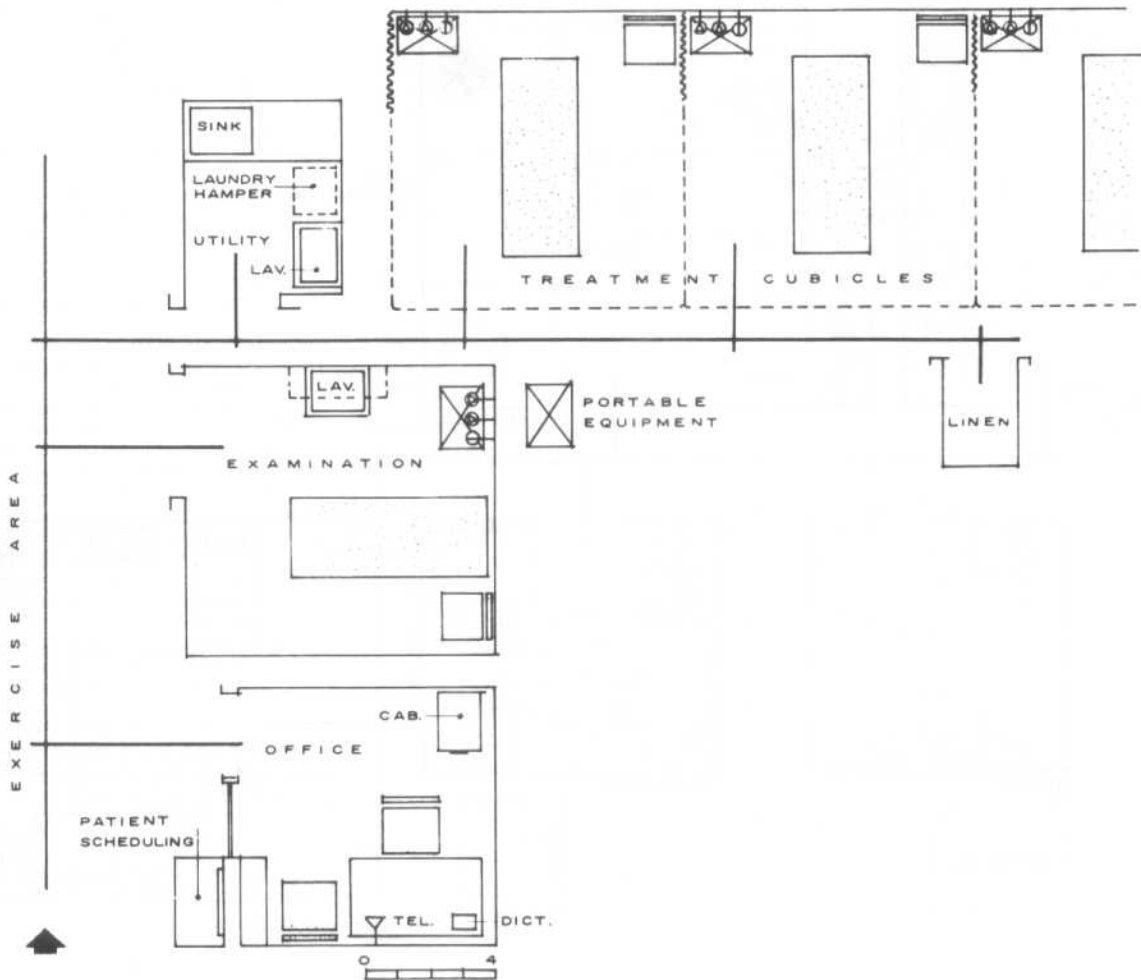 SINK
LAUNDRY
HAMPER
UTILITY
LAV.
TREATMENT CUBICLES
LAV.
PORTABLE
EQUIPMENT
LINEN
EXAMINATION
EXERCISE AREA
CAB.
OFFICE
PATIENT
SCHEDULING
TEL.
DICT.
0 4